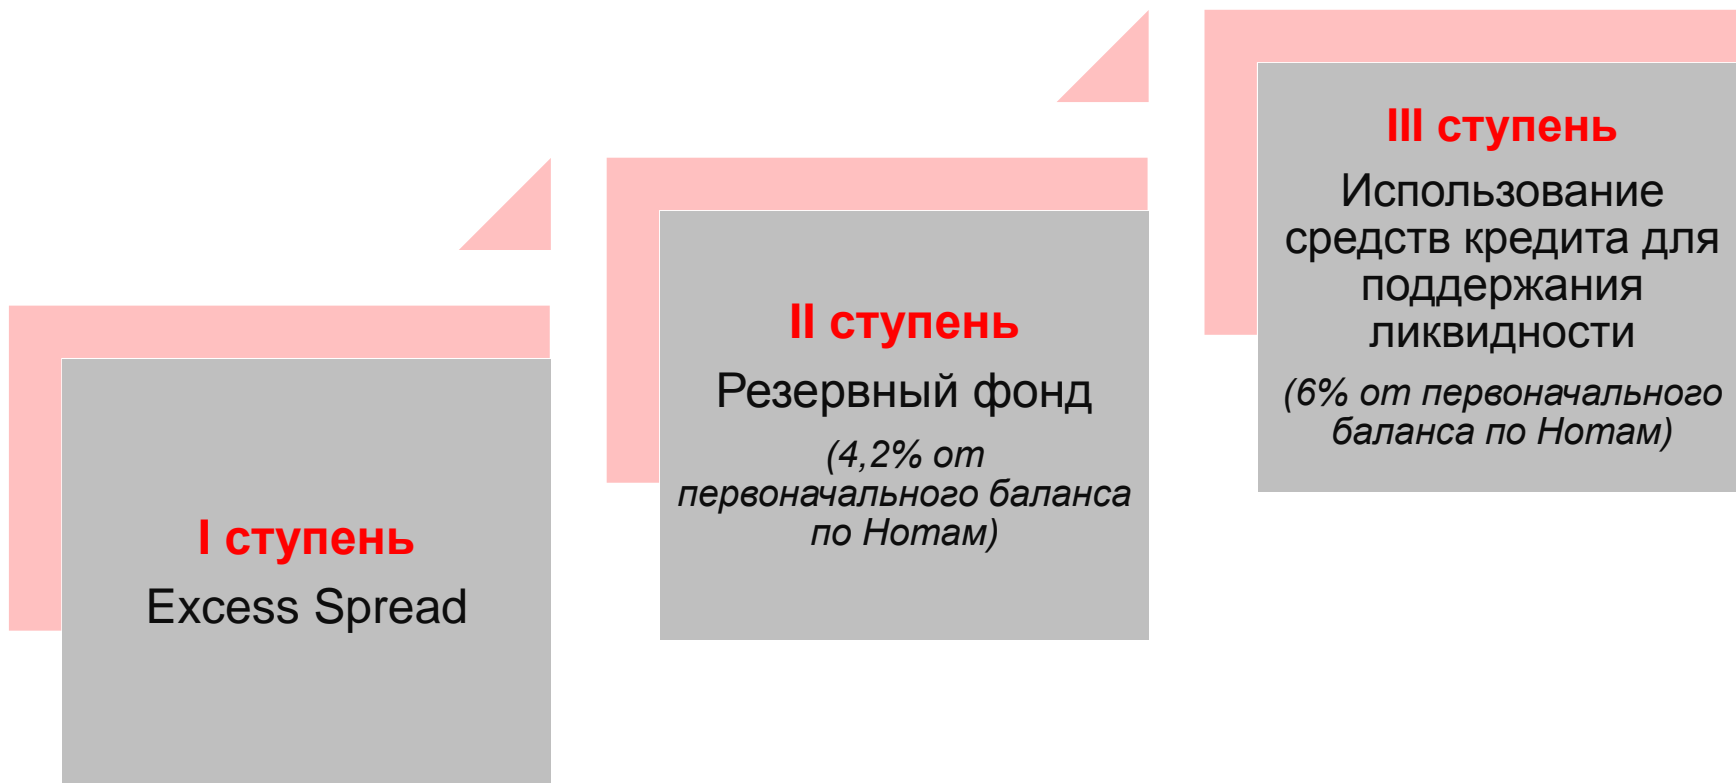 I ступень
Excess Spread
II ступень
Резервный фонд
(4,2% от
первоначального баланса
по Нотам)
III ступень
Использование
средств кредита для
поддержания
ликвидности
(6% от первоначального
баланса по Нотам)